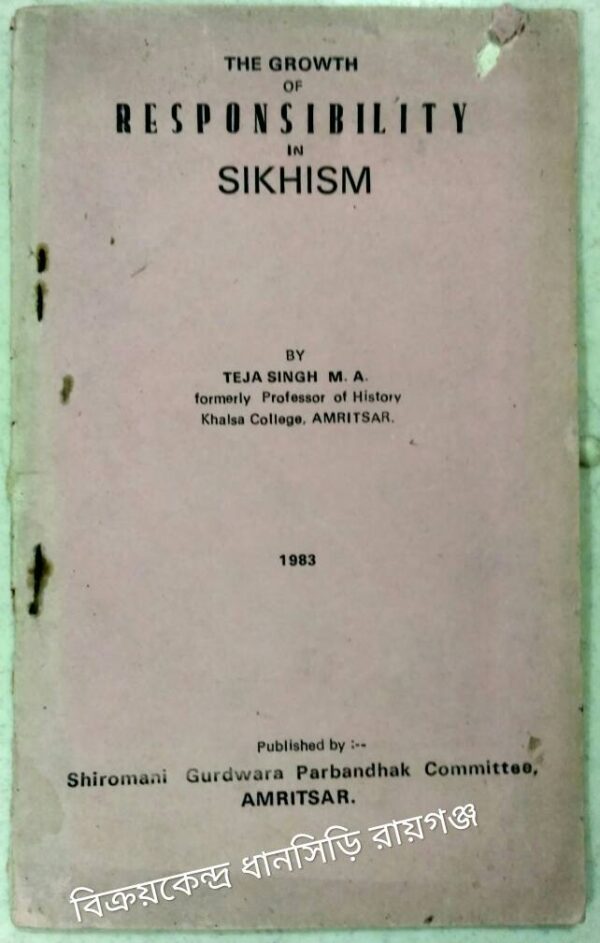 THE GROWTH
OF
RESPONSIBILITY
IN
SIKHISM
BY
TEJA SINGH M. A.
formerly Professor of History
Khalsa College, AMRITSAR.
1983
Published by :--
Shiromani Gurdwara Parbandhak Committee,
AMRITSAR.
বিক্রয়কেন্দ্র ধানসিড়ি রায়গঞ্জ